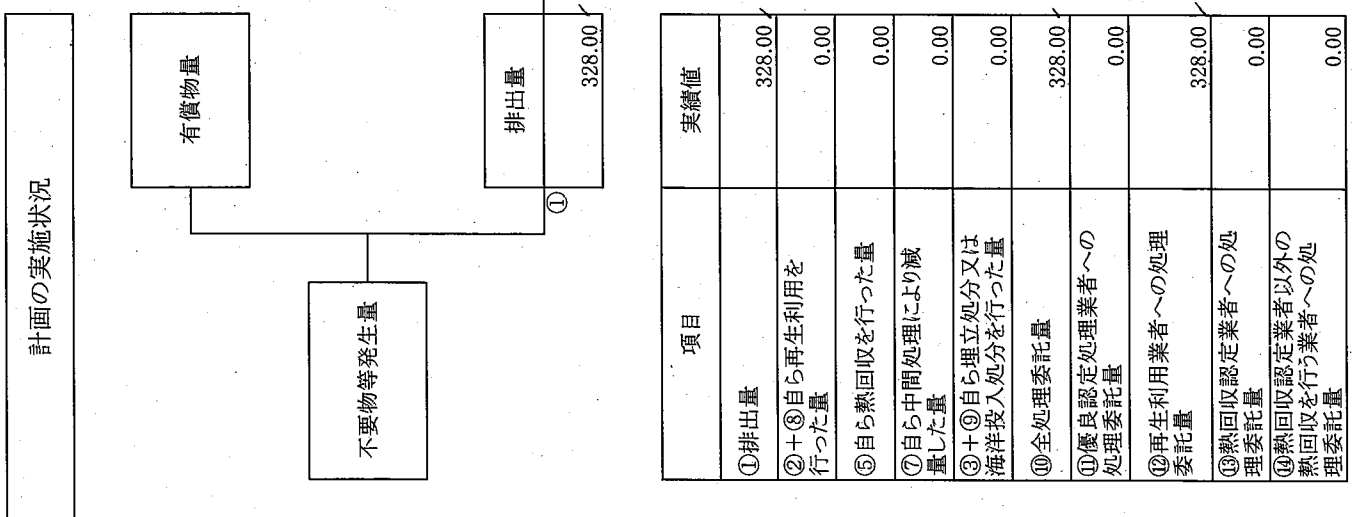 計画の実施状況
有償物量
不要物等発生量
排出量
①
328.00
項目
実績値
①排出量
328.00
②+⑧自ら再生利用を
行った量
0.00
⑤自ら熱回収を行った量
0.00
⑦自ら中間処理により減
量した量
0.00
③+⑨自ら埋立処分又は
海洋投入処分を行った量
0.00
⑩全処理委託量
328.00
⑪優良認定処理業者への
処理委託量
0.00
⑫再生利用業者への処理
委託量
328.00
⑬熱回収認定業者への処
理委託量
0.00
⑭熱回収認定業者以外の
熱回収を行う業者への処
理委託量
0.00